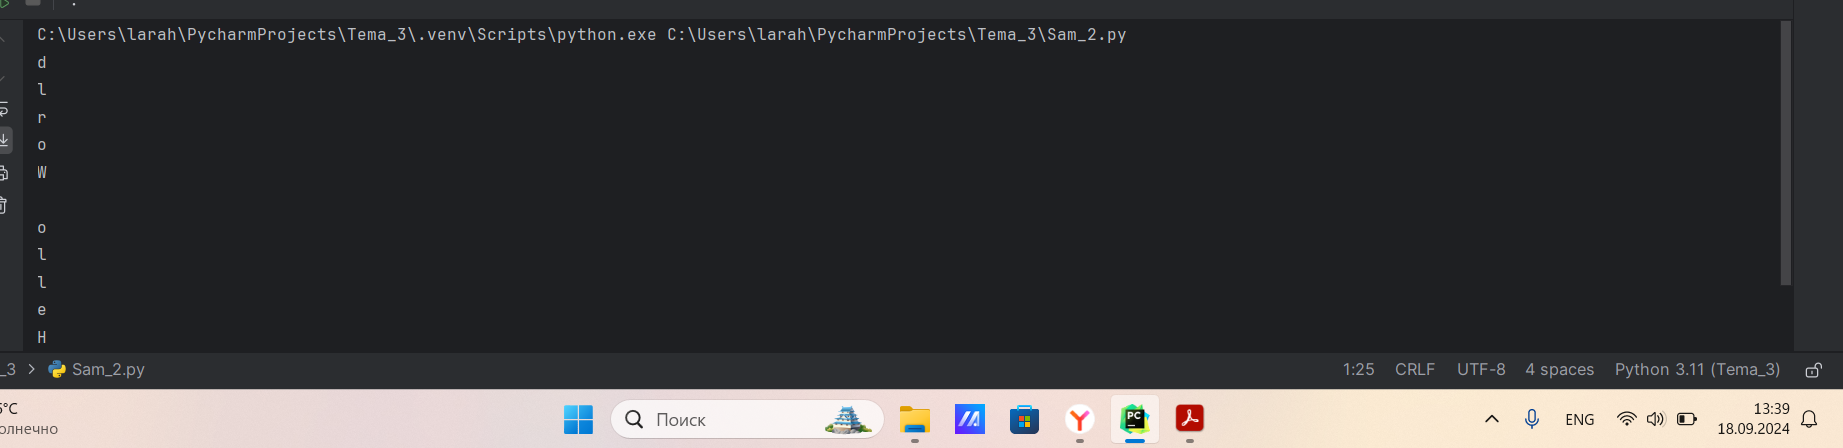 C:\Users\larah\PycharmProjects\Tema_3\.venv\Scripts\python.exe C:\Users\larah\PycharmProjects\Tema_3\Sam_2.py
d
l
r
o
W
o
l
l
e
H
_3 > Sam_2.py 1:25 CRLF UTF-8 4 spaces Python 3.11 (Tema_3)
5°C
олнечно
Поиск
PC
ENG
13:39
18.09.2024